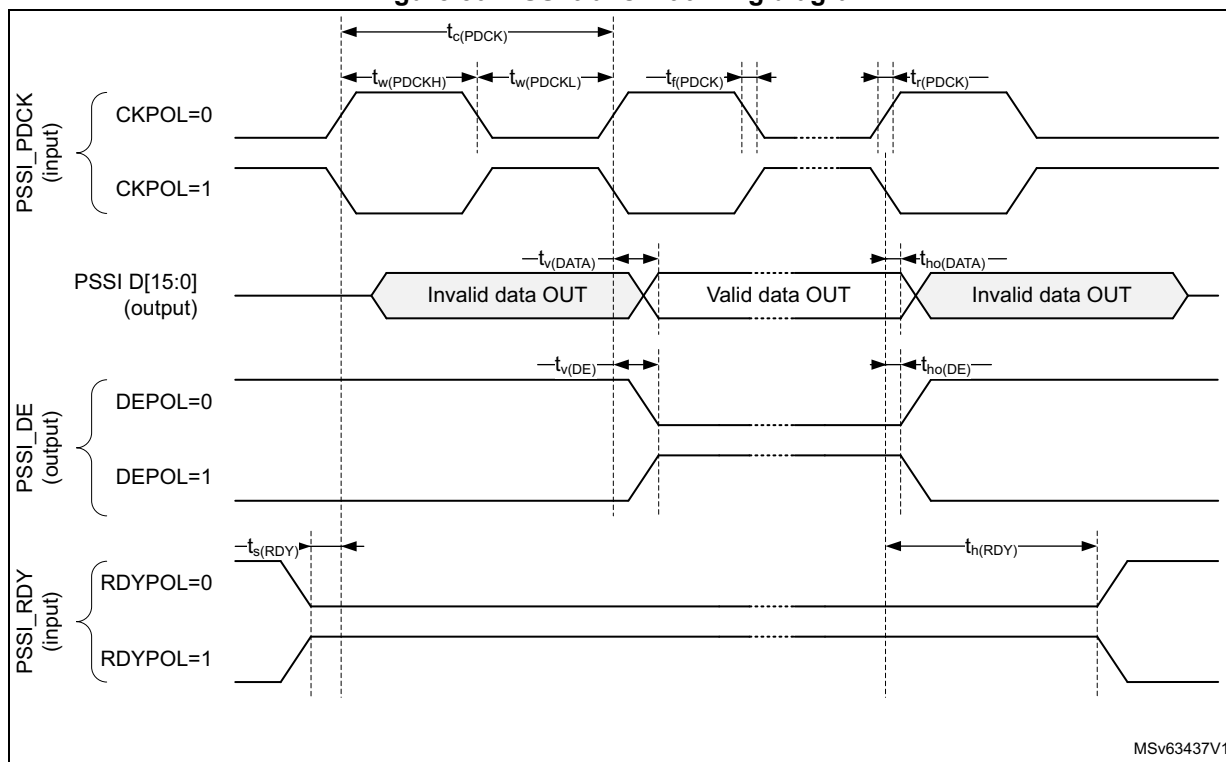 t_c(PDCK)
t_w(PDCKH) t_w(PDCKL) t_f(PDCK) t_r(PDCK)
PSSI_PDCK
(input)
CKPOL=0
CKPOL=1
t_v(DATA) t_ho(DATA)
PSSI D[15:0]
(output)
Invalid data OUT Valid data OUT Invalid data OUT
t_v(DE) t_ho(DE)
PSSI_DE
(output)
DEPOL=0
DEPOL=1
t_s(RDY) t_h(RDY)
PSSI_RDY
(input)
RDYPOL=0
RDYPOL=1
MSv63437V1